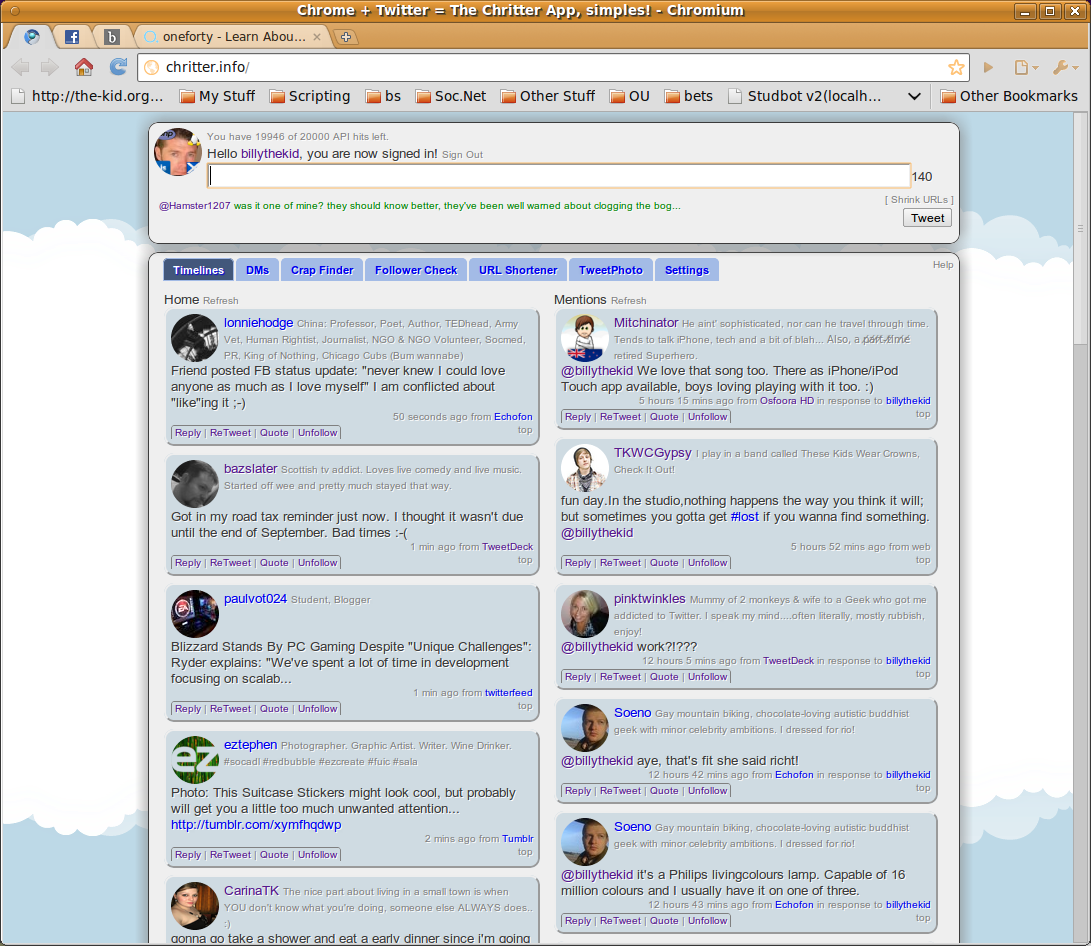 Chrome + Twitter = The Chritter App, simples! - Chromium
oneforty - Learn Abou...
chritter.info/
http://the-kid.org... My Stuff Scripting bs Soc.Net Other Stuff OU bets Studbot v2(localh... Other Bookmarks
You have 19946 of 20000 API hits left.
Hello billythekid, you are now signed in! Sign Out
140
@Hamster1207 was it one of mine? they should know better, they've been well warned about clogging the bog...
[ Shrink URLs ]
Tweet
Timelines DMs Crap Finder Follower Check URL Shortener TweetPhoto Settings
Help
Home Refresh
lonniehodge China: Professor, Poet, Author, TEDhead, Army
Vet, Human Rightist, Journalist, NGO & NGO Volunteer, Socmed,
PR, King of Nothing, Chicago Cubs (Bum wannabe)
Friend posted FB status update: "never knew I could love
anyone as much as I love myself" I am conflicted about
"like"ing it ;-)
50 seconds ago from Echofon
top
Reply | ReTweet | Quote | Unfollow
bazslater Scottish tv addict. Loves live comedy and live music.
Started off wee and pretty much stayed that way.
Got in my road tax reminder just now. I thought it wasn't due
until the end of September. Bad times :-(
1 min ago from TweetDeck
top
Reply | ReTweet | Quote | Unfollow
paulvot024 Student, Blogger
Blizzard Stands By PC Gaming Despite "Unique Challenges":
Ryder explains: "We've spent a lot of time in development
focusing on scalab...
1 min ago from twitterfeed
top
Reply | ReTweet | Quote | Unfollow
eztephen Photographer. Graphic Artist. Writer. Wine Drinker.
#socadl #redbubble #ezcreate #fuic #sala
Photo: This Suitcase Stickers might look cool, but probably
will get you a little too much unwanted attention...
http://tumblr.com/xymfhqdwp
2 mins ago from Tumblr
top
Reply | ReTweet | Quote | Unfollow
CarinaTK The nice part about living in a small town is when
YOU don't know what you're doing, someone else ALWAYS does..
:)
gonna go take a shower and eat a early dinner since i'm going
Mentions Refresh
Mitchinator He aint' sophisticated, nor can he travel through time.
Tends to talk iPhone, tech and a bit of blah... Also, a part-time
retired Superhero.
@billythekid We love that song too. There as iPhone/iPod
Touch app available, boys loving playing with it too. :)
5 hours 15 mins ago from Osfoora HD in response to billythekid
top
Reply | ReTweet | Quote | Unfollow
TKWCGypsy I play in a band called These Kids Wear Crowns,
Check It Out!
fun day.In the studio,nothing happens the way you think it will;
but sometimes you gotta get #lost if you wanna find something.
@billythekid
5 hours 52 mins ago from web
top
Reply | ReTweet | Quote | Unfollow
pinktwinkles Mummy of 2 monkeys & wife to a Geek who got me
addicted to Twitter. I speak my mind....often literally, mostly rubbish,
enjoy!
@billythekid work?!???
12 hours 5 mins ago from TweetDeck in response to billythekid
top
Reply | ReTweet | Quote | Unfollow
Soeno Gay mountain biking, chocolate-loving autistic buddhist
geek with minor celebrity ambitions. I dressed for rio!
@billythekid aye, that's fit she said richt!
12 hours 42 mins ago from Echofon in response to billythekid
top
Reply | ReTweet | Quote | Unfollow
Soeno Gay mountain biking, chocolate-loving autistic buddhist
geek with minor celebrity ambitions. I dressed for rio!
@billythekid it's a Philips livingcolours lamp. Capable of 16
million colours and I usually have it on one of three.
12 hours 43 mins ago from Echofon in response to billythekid
top
Reply | ReTweet | Quote | Unfollow